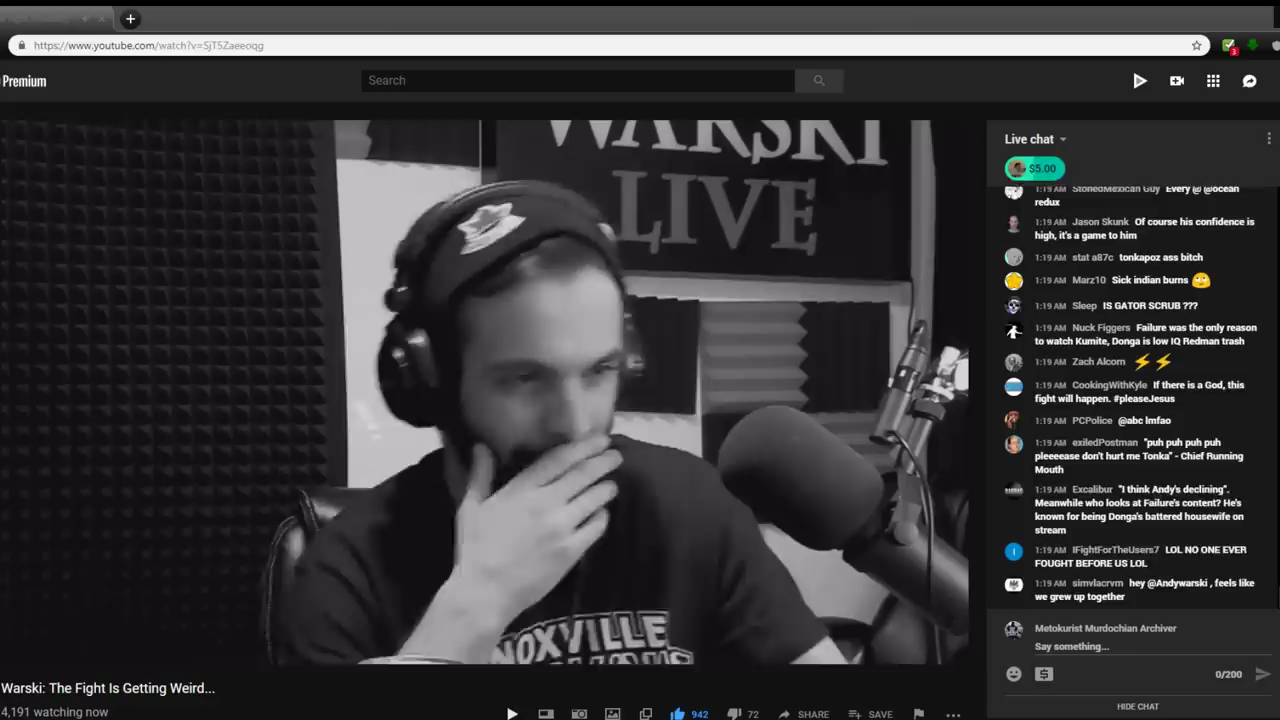 https://www.youtube.com/watch?v=SjT5Zaeeoqg
Premium
Search
WARSKI
LIVE
NOXVILLE
Warski: The Fight Is Getting Weird...
4,191 watching now
942
72
SHARE
SAVE
Live chat
$5.00
1:19 AM StonedMexican Guy Every @ @ocean
redux
1:19 AM Jason Skunk Of course his confidence is
high, it's a game to him
1:19 AM stat a87c tonkapoz ass bitch
1:19 AM Marz10 Sick indian burns 🙄
1:19 AM Sleep IS GATOR SCRUB ???
1:19 AM Nuck Figgers Failure was the only reason
to watch Kumite, Donga is low IQ Redman trash
1:19 AM Zach Alcorn ⚡⚡
1:19 AM CookingWithKyle If there is a God, this
fight will happen. #pleaseJesus
1:19 AM PCPolice @abc lmfao
1:19 AM exiledPostman "puh puh puh puh
pleeeease don't hurt me Tonka" - Chief Running
Mouth
1:19 AM Excalibur "I think Andy's declining".
Meanwhile who looks at Failure's content? He's
known for being Donga's battered housewife on
stream
1:19 AM IFightForTheUsers7 LOL NO ONE EVER
FOUGHT BEFORE US LOL
1:19 AM simvlacrvm hey @Andywarski , feels like
we grew up together
Metokurist Murdochian Archiver
Say something...
0/200
HIDE CHAT